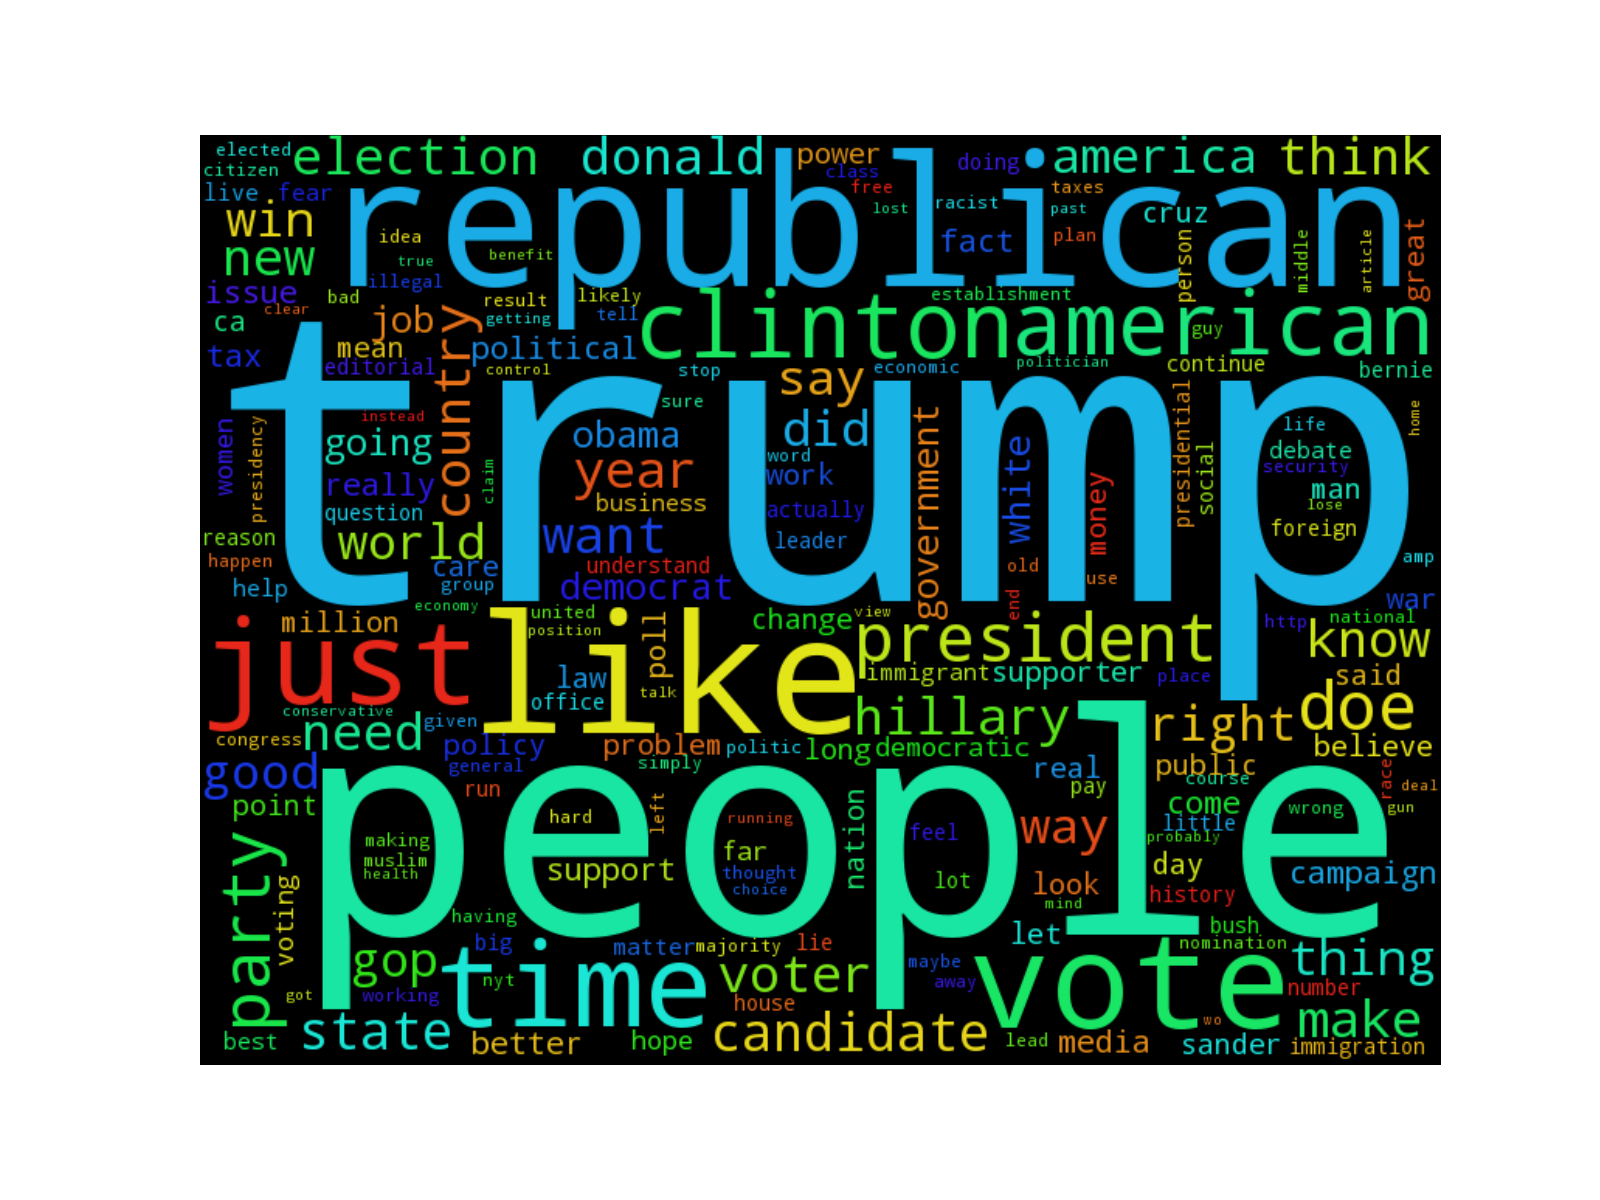 elected election donald power doing america think
citizen class
live fear republican free taxes
win lost racist past cruz great
new idea fact plan person middle article
true benefit
issue illegal
clear bad result likely establishment
ca job country getting tell clinton american guy
tax mean political
editorial control stop say economic politician continue bernie
trump
instead sure presidential home
women presidency going obama did government life
claim word white social debate
really year work money security
question business actually man lose
reason world want leader foreign
happen care understand old amp
help group democrat use
economy end war
million united change view http national
just like position poll president know
law immigrant supporter place said
conservative office talk
need given hillary right doe
congress policy problem politic long democratic believe
good general simply real public
run pay course race deal
point people come wrong gun
hard left running nation feel way little
party making probably
muslim support far day
health thought look campaign
voting choice lot history
having mind
big matter majority lie let bush
gop time nomination thing
nyt voter maybe vote
working house away number
got
state candidate wo make
best better hope lead media sander immigration